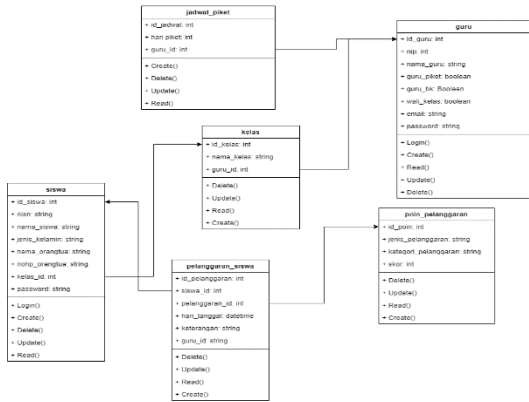 jadwal_piket
+ id_jadwal: int
+ hari piket: int
+ guru_id: int
+ Create()
+ Delete()
+ Update()
+ Read()
guru
+ id_guru: int
+ nip: int
+ nama_guru: string
+ guru_piket: boolean
+ guru_bk: Boolean
+ wali_kelas: boolean
+ email: string
+ password: string
+ Login()
+ Create()
+ Read()
+ Update()
+ Delete()
kelas
+ id_kelas: int
+ nama_kelas: string
+ guru_id: int
+ Delete()
+ Update()
+ Read()
+ Create()
siswa
+ id_siswa: int
+ nisn: string
+ nama_siswa: string
+ jenis_kelamin: string
+ nama_orangtua: string
+ nohp_orangtua: string
+ kelas_id: int
+ password: string
+ Login()
+ Create()
+ Delete()
+ Update()
+ Read()
pelanggaran_siswa
+ id_pelanggaran: int
+ siswa_id: int
+ pelanggaran_id: int
+ hari_tanggal: datetime
+ keterangan: string
+ guru_id: string
+ Delete()
+ Update()
+ Read()
+ Create()
poin_pelanggaran
+ id_poin: int
+ jenis_pelanggaran: string
+ kategori_pelanggaran: string
+ skor: int
+ Delete()
+ Update()
+ Read()
+ Create()